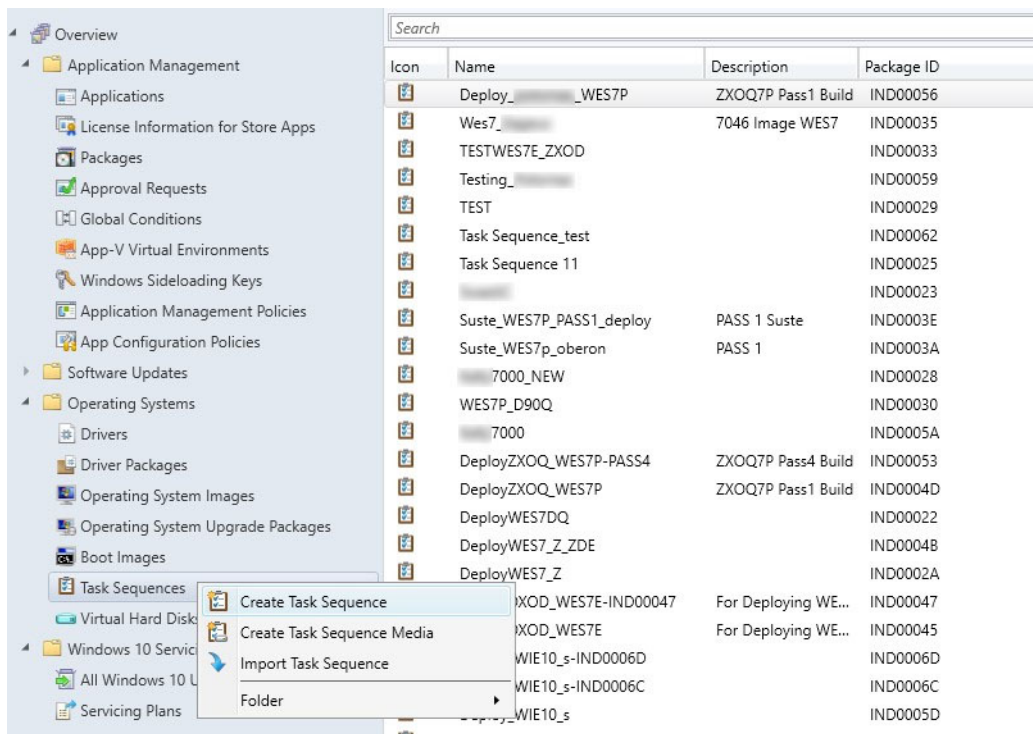 Overview
Application Management
Applications
License Information for Store Apps
Packages
Approval Requests
Global Conditions
App-V Virtual Environments
Windows Sideloading Keys
Application Management Policies
App Configuration Policies
Software Updates
Operating Systems
Drivers
Driver Packages
Operating System Images
Operating System Upgrade Packages
Boot Images
Task Sequences
Virtual Hard Disks
Windows 10 Servici
All Windows 10 U
Servicing Plans
Create Task Sequence
Create Task Sequence Media
Import Task Sequence
Folder
Search
Icon Name Description Package ID
Deploy_ _WES7P ZXOQ7P Pass1 Build IND00056
Wes7_ 7046 Image WES7 IND00035
TESTWES7E_ZXOD IND00033
Testing_ IND00059
TEST IND00029
Task Sequence_test IND00062
Task Sequence 11 IND00025
IND00023
Suste_WES7P_PASS1_deploy PASS 1 Suste IND0003E
Suste_WES7p_oberon PASS 1 IND0003A
7000_NEW IND00028
WES7P_D90Q IND00030
7000 IND0005A
DeployZXOQ_WES7P-PASS4 ZXOQ7P Pass4 Build IND00053
DeployZXOQ_WES7P ZXOQ7P Pass1 Build IND0004D
DeployWES7DQ IND00022
DeployWES7_Z_ZDE IND0004B
DeployWES7_Z IND0002A
XOD_WES7E-IND00047 For Deploying WE... IND00047
XOD_WES7E For Deploying WE... IND00045
WIE10_s-IND0006D IND0006D
WIE10_s-IND0006C IND0006C
Deploy_WIE10_s IND0005D